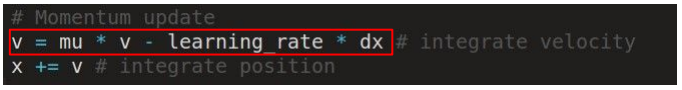 # Momentum update
v = mu * v - learning_rate * dx # integrate velocity
x += v # integrate position